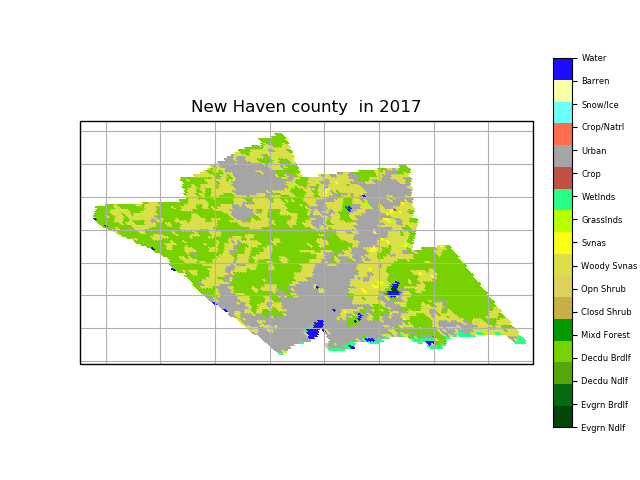 New Haven county  in 2017
Water
Barren
Snow/Ice
Crop/Natrl
Urban
Crop
Wetlnds
Grasslnds
Svnas
Woody Svnas
Opn Shrub
Closd Shrub
Mixd Forest
Decdu Brdlf
Decdu Ndlf
Evgrn Brdlf
Evgrn Ndlf